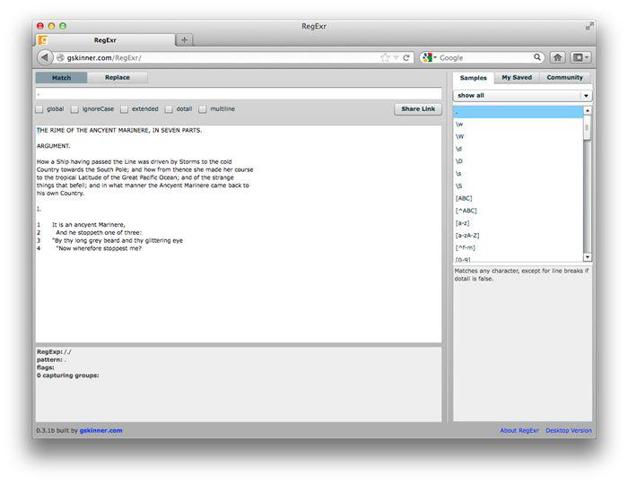 RegExr
RegExr
gskinner.com/RegExr/
Google
Match Replace
.
global ignoreCase extended dotall multiline Share Link
THE RIME OF THE ANCYENT MARINERE, IN SEVEN PARTS.
ARGUMENT.
How a Ship having passed the Line was driven by Storms to the cold
Country towards the South Pole; and how from thence she made her course
to the tropical Latitude of the Great Pacific Ocean; and of the strange
things that befell; and in what manner the Ancyent Marinere came back to
his own Country.
I.
1 It is an ancyent Marinere,
2 And he stoppeth one of three:
3 "By thy long grey beard and thy glittering eye
4 "Now wherefore stoppest me?
RegExp: /./
pattern: .
flags:
0 capturing groups:
Samples My Saved Community
show all
.
\w
\W
\d
\D
\s
\S
[ABC]
[^ABC]
[a-z]
[a-zA-Z]
[^f-m]
[0-9]
Matches any character, except for line breaks if
dotall is false.
0.3.1b built by gskinner.com
About RegExr Desktop Version